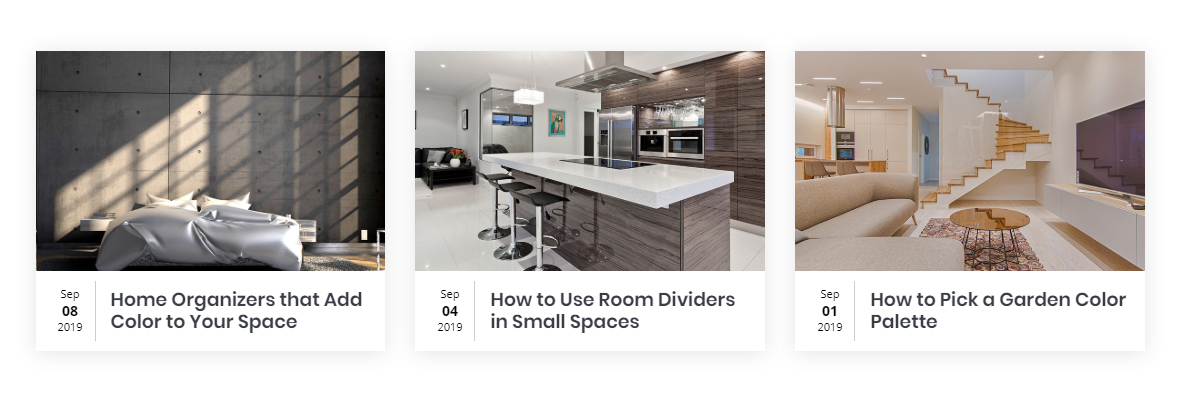 Sep
08
2019
Home Organizers that Add
Color to Your Space
Sep
04
2019
How to Use Room Dividers
in Small Spaces
Sep
01
2019
How to Pick a Garden Color
Palette